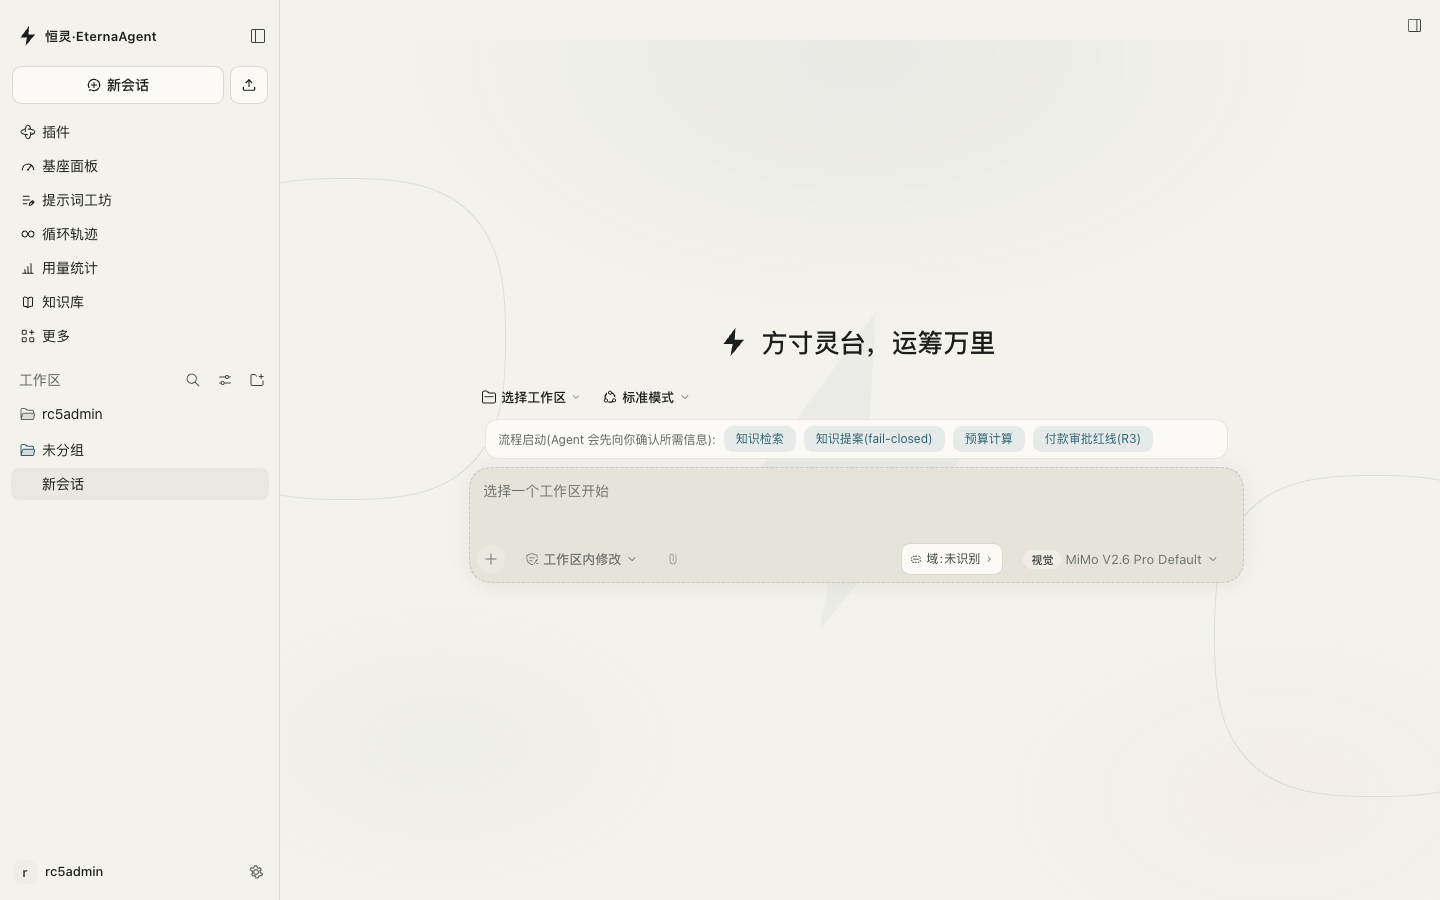 恒灵·EternaAgent
新会话
插件
基座面板
提示词工坊
循环轨迹
用量统计
知识库
更多
工作区
rc5admin
未分组
新会话
rc5admin
方寸灵台，运筹万里
选择工作区 标准模式
流程启动(Agent 会先向你确认所需信息): 知识检索 知识提案(fail-closed) 预算计算 付款审批红线(R3)
选择一个工作区开始
工作区内修改 域:未识别 › 视觉 MiMo V2.6 Pro Default
r